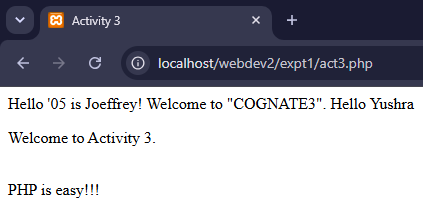 Activity 3
localhost/webdev2/expt1/act3.php
Hello '05 is Joeffrey! Welcome to "COGNATE3". Hello Yushra
Welcome to Activity 3.
PHP is easy!!!